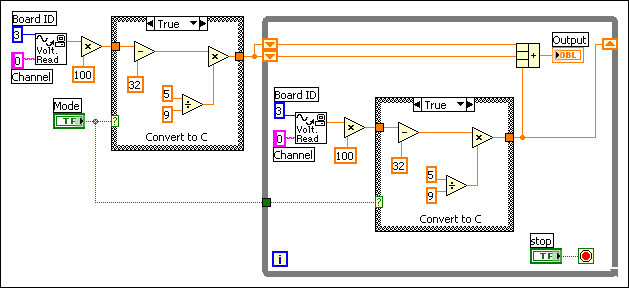 Board ID
3
Volt.
Read
0
Channel
100
True
32
5
9
Convert to C
Mode
TF
?
Output
DBL
Board ID
3
Volt.
Read
0
Channel
100
True
32
5
9
Convert to C
?
i
stop
TF